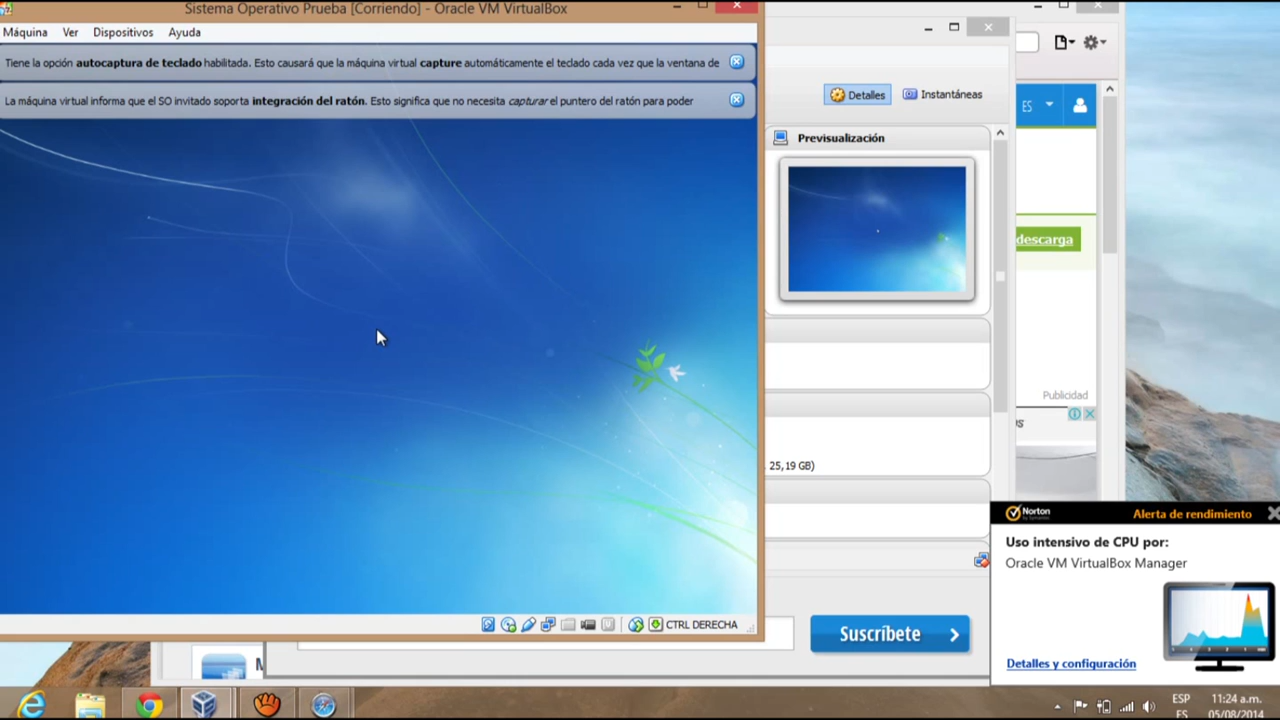 Sistema Operativo Prueba [Corriendo] - Oracle VM VirtualBox
Máquina Ver Dispositivos Ayuda
Tiene la opción autocaptura de teclado habilitada. Esto causará que la máquina virtual capture automáticamente el teclado cada vez que la ventana de
La máquina virtual informa que el SO invitado soporta integración del ratón. Esto significa que no necesita capturar el puntero del ratón para poder
CTRL DERECHA
Detalles Instantáneas
Previsualización
25,19 GB)
ES
descarga
Publicidad
Suscríbete
Norton
by Symantec
Alerta de rendimiento
Uso intensivo de CPU por:
Oracle VM VirtualBox Manager
Detalles y configuración
M
ESP
ES
11:24 a.m.
05/08/2014